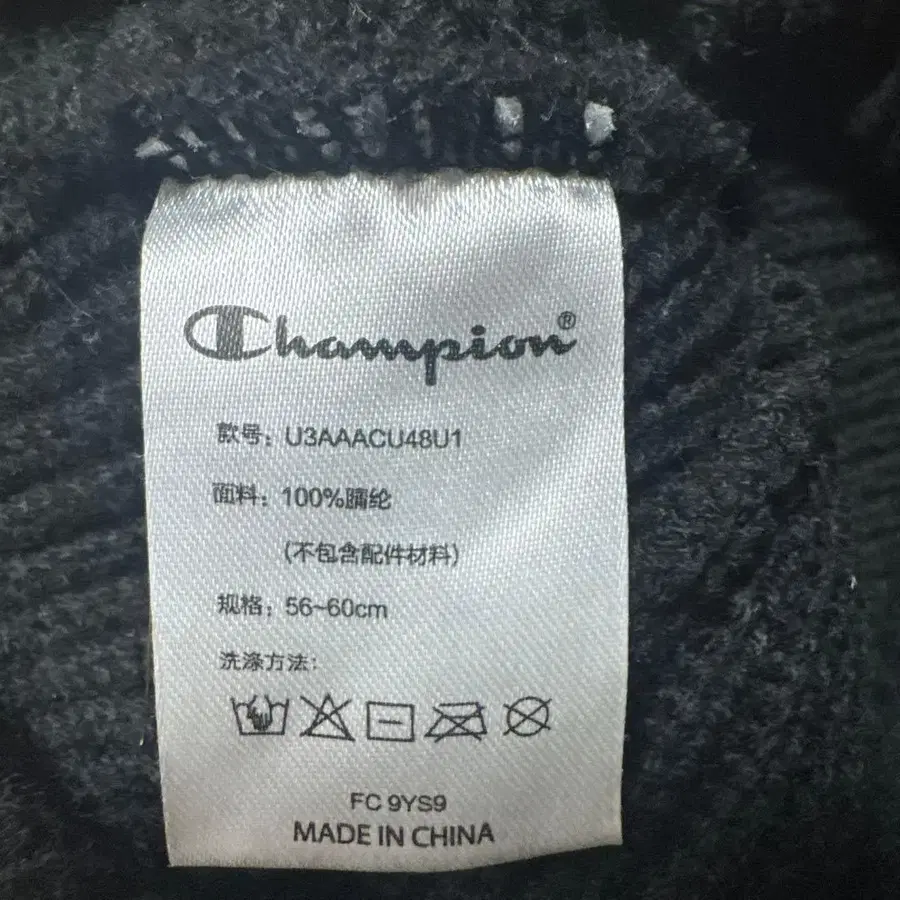 Champion®
款号：U3AAACU48U1
面料：100%腈纶
(不包含配件材料)
规格：56~60cm
洗涤方法：
FC 9YS9
MADE IN CHINA